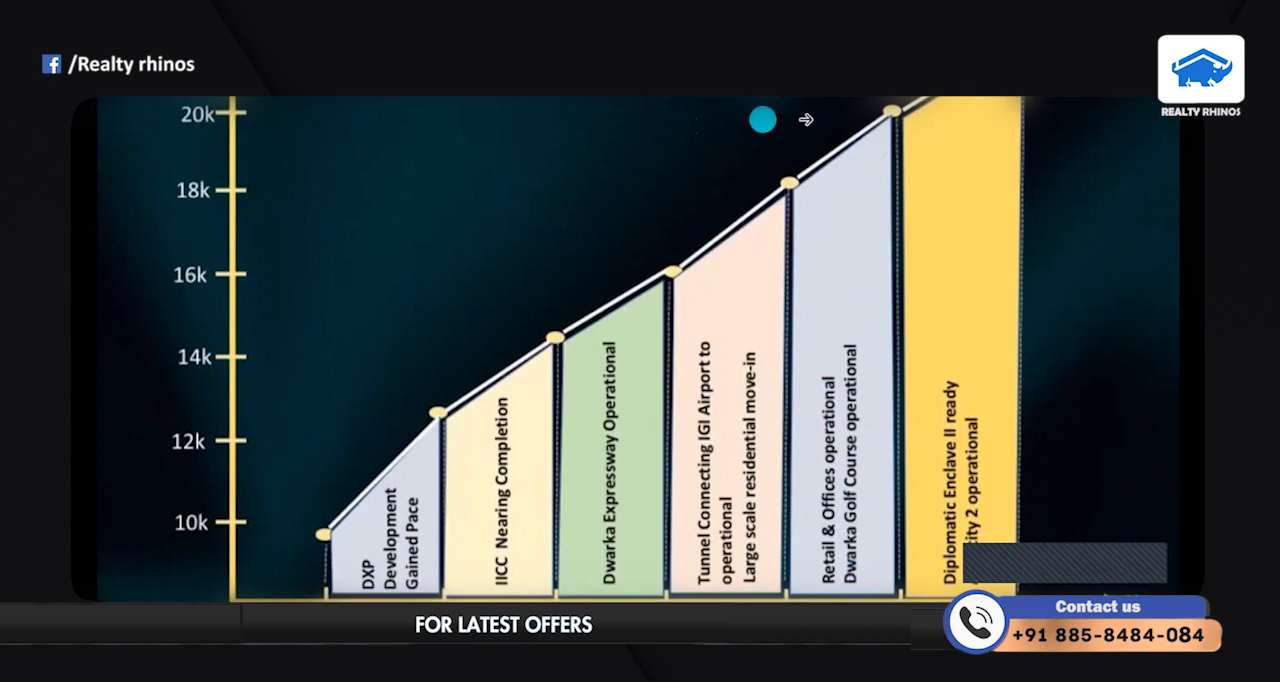 /Realty rhinos
REALTY RHINOS
20k
18k
16k
14k
12k
10k
DXP
Development
Gained Pace
IICC Nearing Completion
Dwarka Expressway Operational
Tunnel Connecting IGI Airport to
operational
Large scale residential move-in
Retail & Offices operational
Dwarka Golf Course operational
Diplomatic Enclave II ready
2 operational
FOR LATEST OFFERS
Contact us
+91 885-8484-084